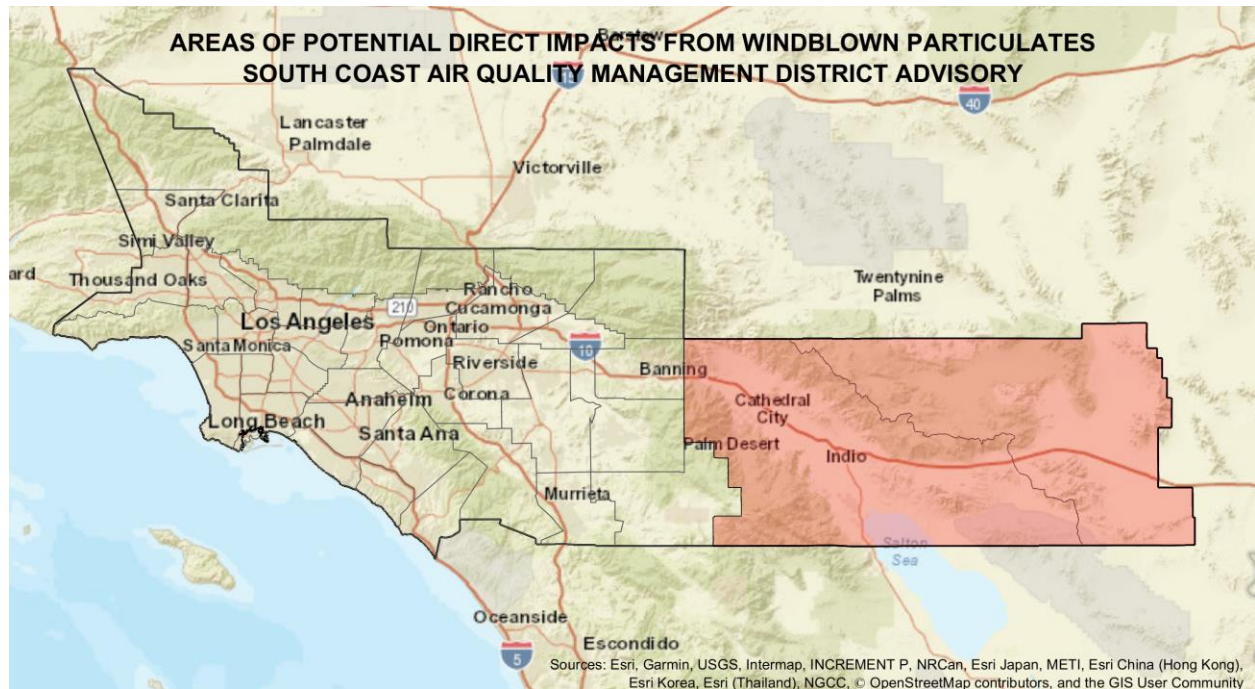 AREAS OF POTENTIAL DIRECT IMPACTS FROM WINDBLOWN PARTICULATES
SOUTH COAST AIR QUALITY MANAGEMENT DISTRICT ADVISORY
Barstow
15
40
Lancaster
Palmdale
Victorville
Santa Clarita
Simi Valley
ard
Thousand Oaks
Twentynine
Palms
Rancho
Cucamonga
210
Los Angeles
Ontario
Pomona
Santa Monica
10
Riverside
Banning
Corona
Anaheim
Cathedral
City
Long Beach
Santa Ana
Palm Desert
Indio
Murrieta
Salton
Sea
Oceanside
Escondido
5
Sources: Esri, Garmin, USGS, Intermap, INCREMENT P, NRCan, Esri Japan, METI, Esri China (Hong Kong),
Esri Korea, Esri (Thailand), NGCC, © OpenStreetMap contributors, and the GIS User Community